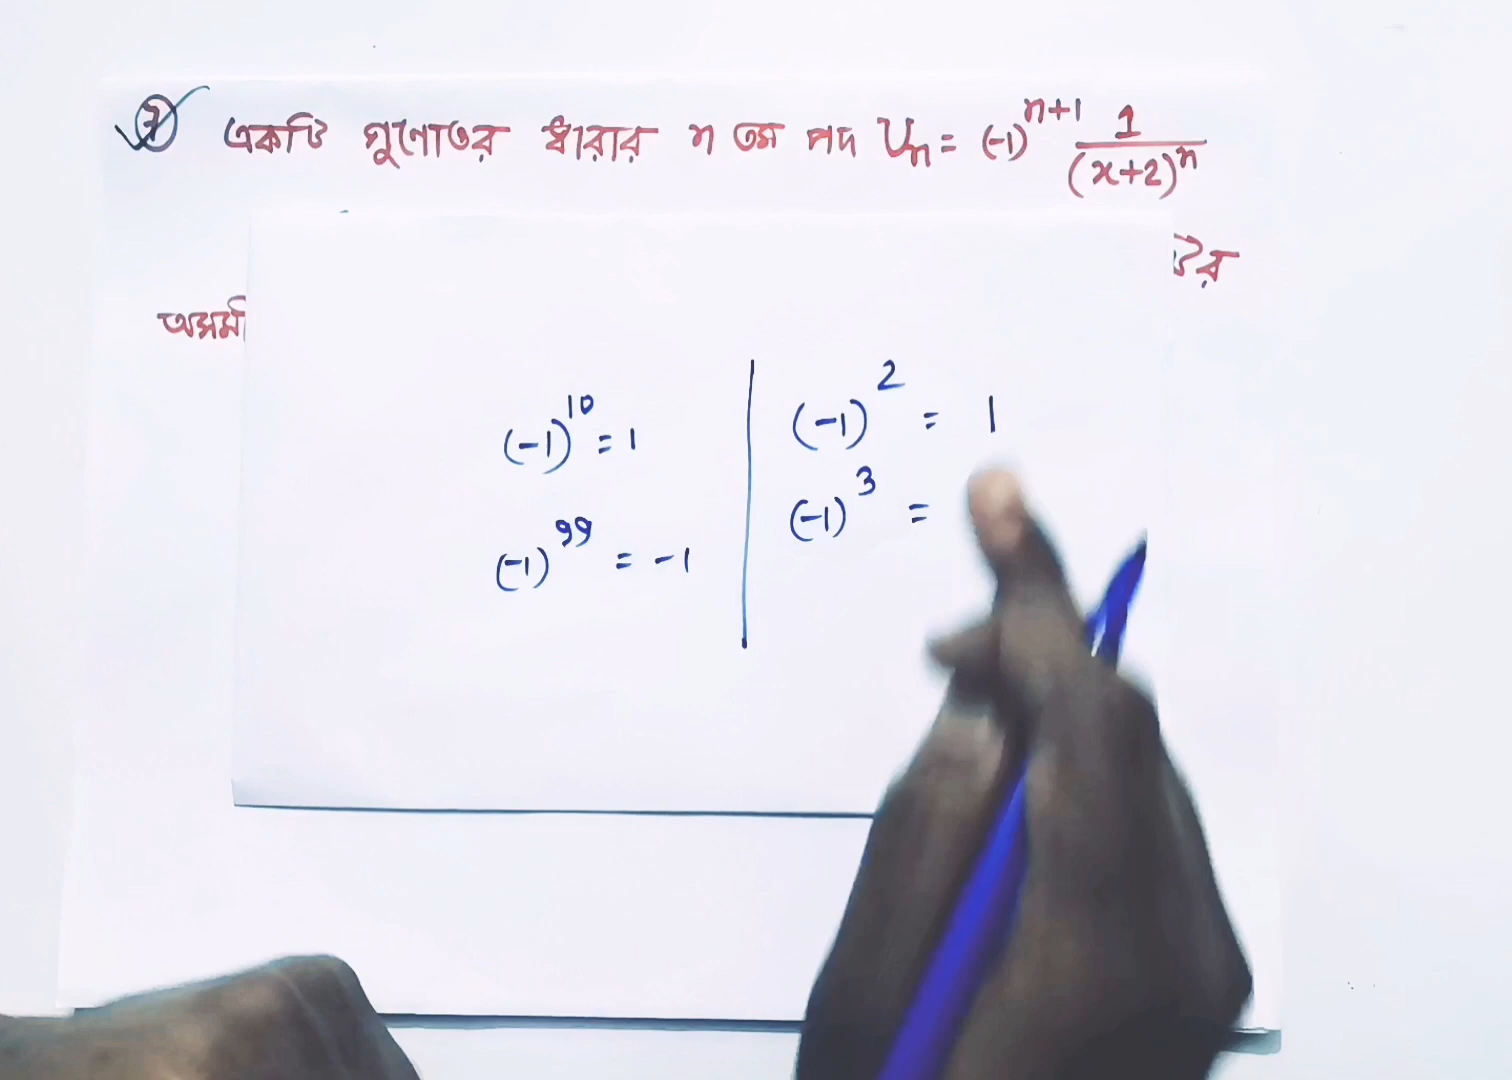 ৭ একটি গুণোত্তর ধারার n তম পদ Uₙ = (-1)ⁿ⁺¹ 1/(x+2)ⁿ
(-1)¹⁰ = 1
(-1)⁹⁹ = -1
(-1)² = 1
(-1)³ =